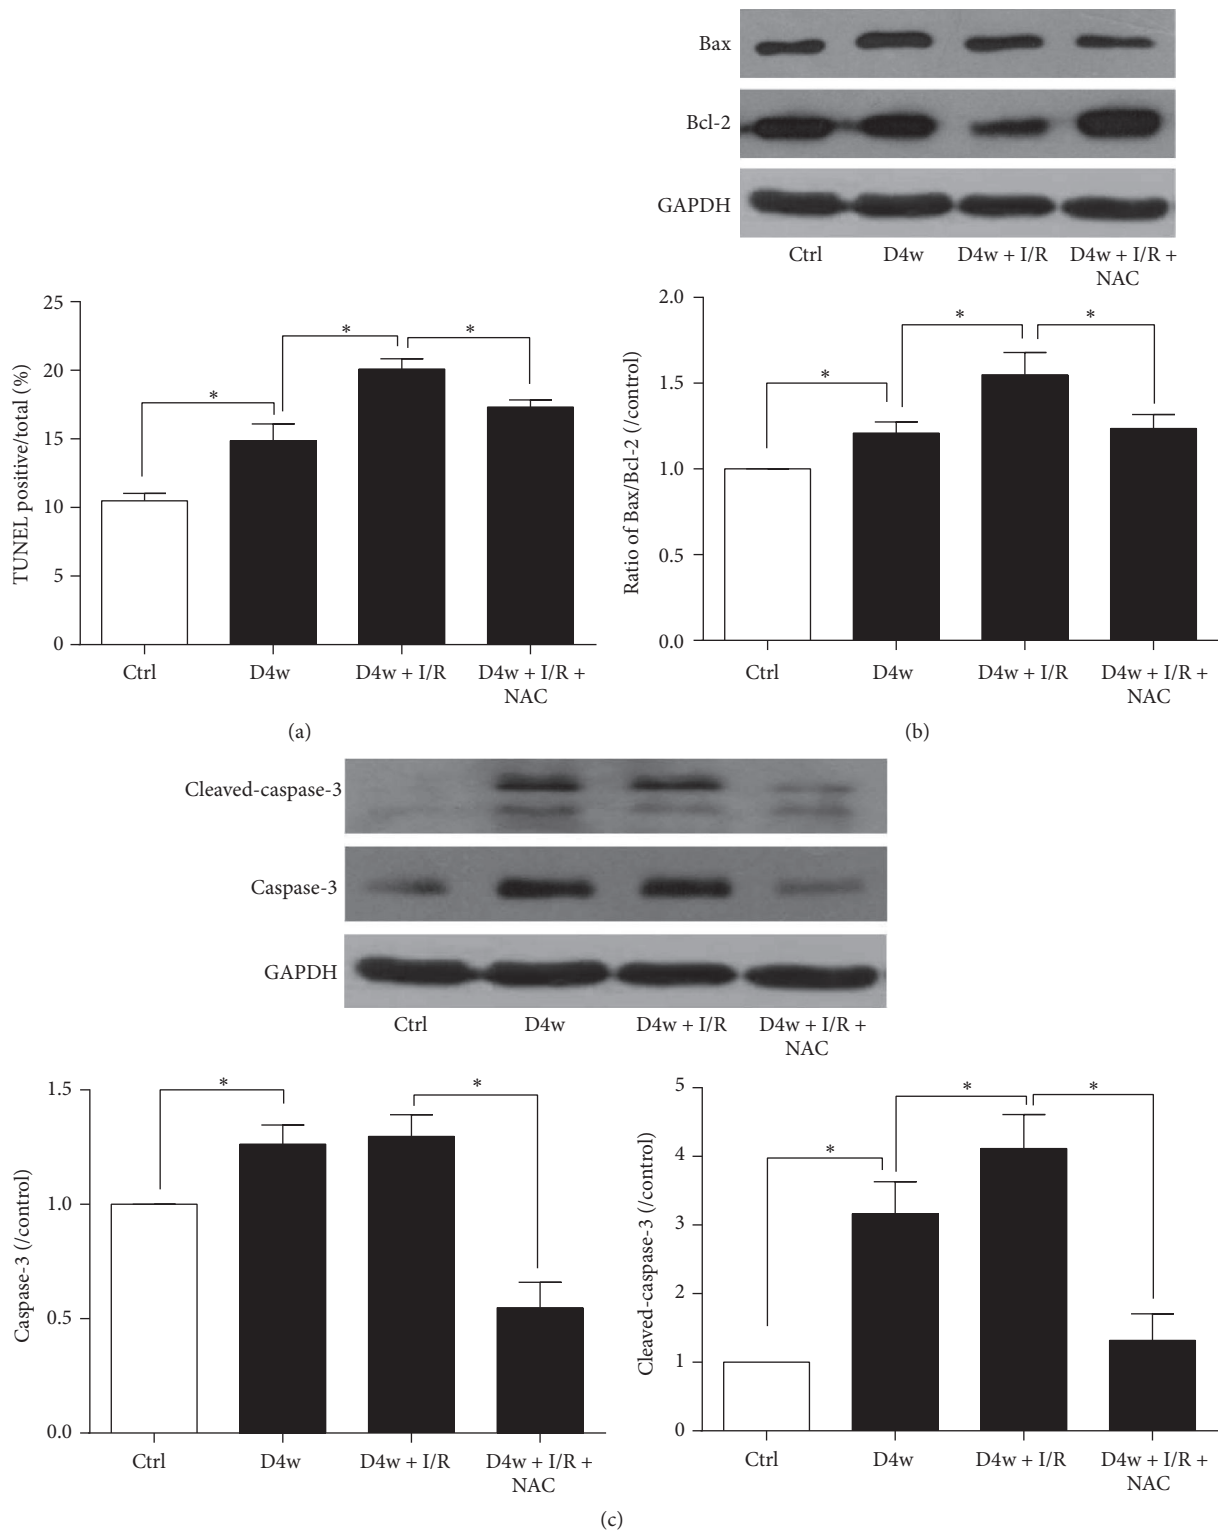 Bax
Bcl-2
GAPDH
Ctrl D4w D4w + I/R D4w + I/R +
NAC
25
20
15
10
5
0
TUNEL positive/total (%)
* * *
Ctrl D4w D4w + I/R D4w + I/R +
NAC
(a)
2.0
1.5
1.0
0.5
0.0
Ratio of Bax/Bcl-2 (/control)
* * *
Ctrl D4w D4w + I/R D4w + I/R +
NAC
(b)
Cleaved-caspase-3
Caspase-3
GAPDH
Ctrl D4w D4w + I/R D4w + I/R +
NAC
1.5
1.0
0.5
0.0
Caspase-3 (/control)
* *
Ctrl D4w D4w + I/R D4w + I/R +
NAC
5
4
3
2
1
0
Cleaved-caspase-3 (/control)
* * *
Ctrl D4w D4w + I/R D4w + I/R +
NAC
(c)